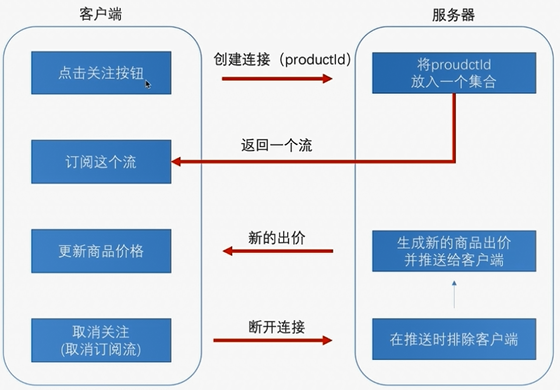 客户端
服务器
点击关注按钮
创建连接（productId）
将proudctId
放入一个集合
返回一个流
订阅这个流
更新商品价格
新的出价
生成新的商品出价
并推送给客户端
取消关注
(取消订阅流)
断开连接
在推送时排除客户端